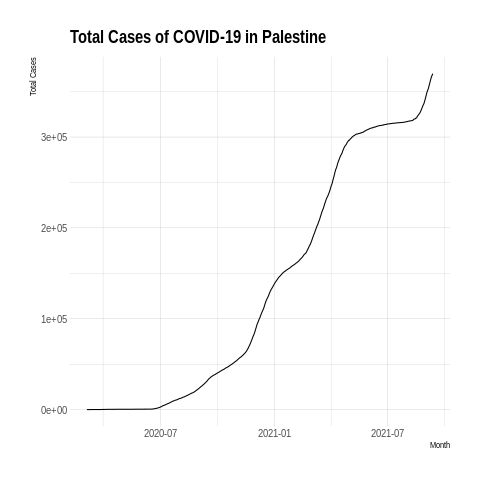 Total Cases of COVID-19 in Palestine
Total Cases
3e+05
2e+05
1e+05
0e+00
2020-07 2021-01 2021-07
Month